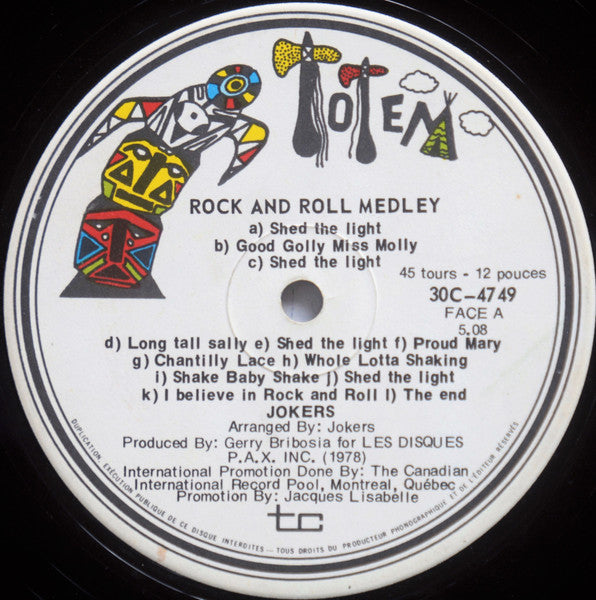 TOTEM
ROCK AND ROLL MEDLEY
a) Shed the light
b) Good Golly Miss Molly
c) Shed the light
45 tours - 12 pouces
30C-4749
FACE A
5.08
d) Long tall sally e) Shed the light f) Proud Mary
g) Chantilly Lace h) Whole Lotta Shaking
i) Shake Baby Shake j) Shed the light
k) I believe in Rock and Roll l) The end
JOKERS
Arranged By: Jokers
Produced By: Gerry Bribosia for LES DISQUES
P.A.X. INC. (1978)
International Promotion Done By: The Canadian
International Record Pool, Montreal, Québec
Promotion By: Jacques Lisabelle
tc
DUPLICATION, EXÉCUTION PUBLIQUE DE CE DISQUE INTERDITES — TOUS DROITS DU PRODUCTEUR PHONOGRAPHIQUE ET DE L'ÉDITEUR RÉSERVÉS